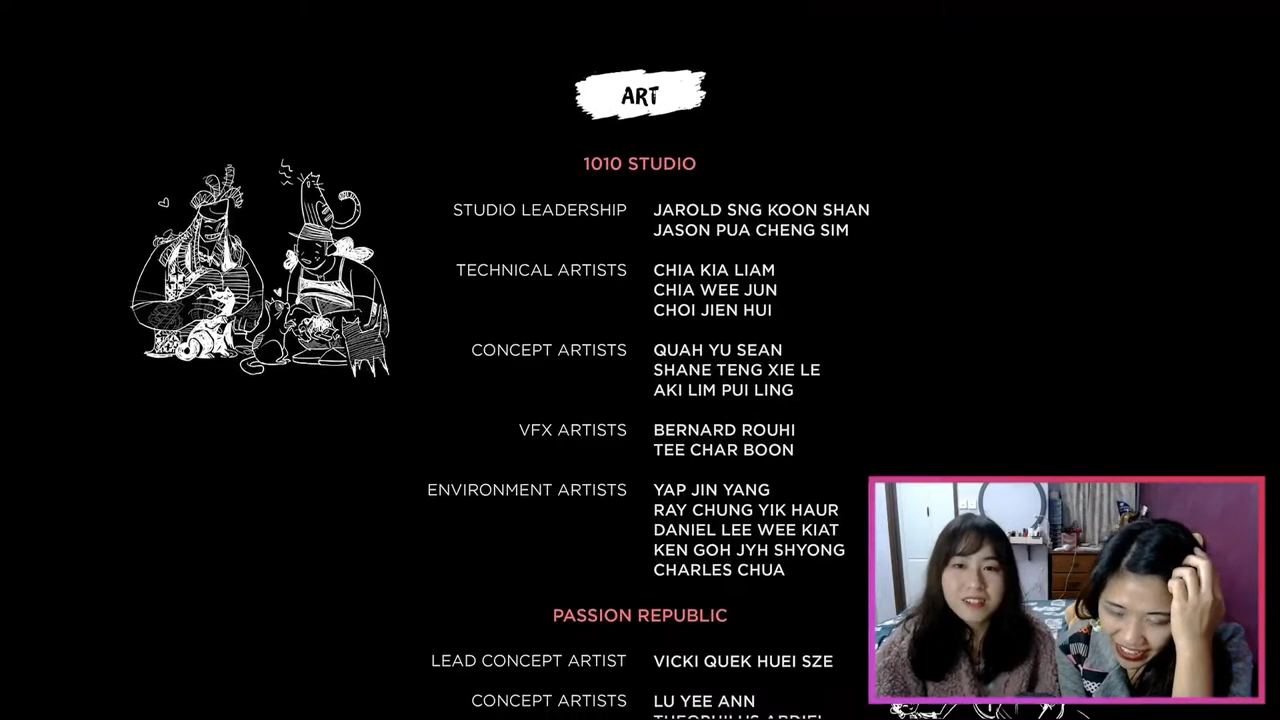 ART
1010 STUDIO
STUDIO LEADERSHIP JAROLD SNG KOON SHAN
JASON PUA CHENG SIM
TECHNICAL ARTISTS CHIA KIA LIAM
CHIA WEE JUN
CHOI JIEN HUI
CONCEPT ARTISTS QUAH YU SEAN
SHANE TENG XIE LE
AKI LIM PUI LING
VFX ARTISTS BERNARD ROUHI
TEE CHAR BOON
ENVIRONMENT ARTISTS YAP JIN YANG
RAY CHUNG YIK HAUR
DANIEL LEE WEE KIAT
KEN GOH JYH SHYONG
CHARLES CHUA
PASSION REPUBLIC
LEAD CONCEPT ARTIST VICKI QUEK HUEI SZE
CONCEPT ARTISTS LU YEE ANN